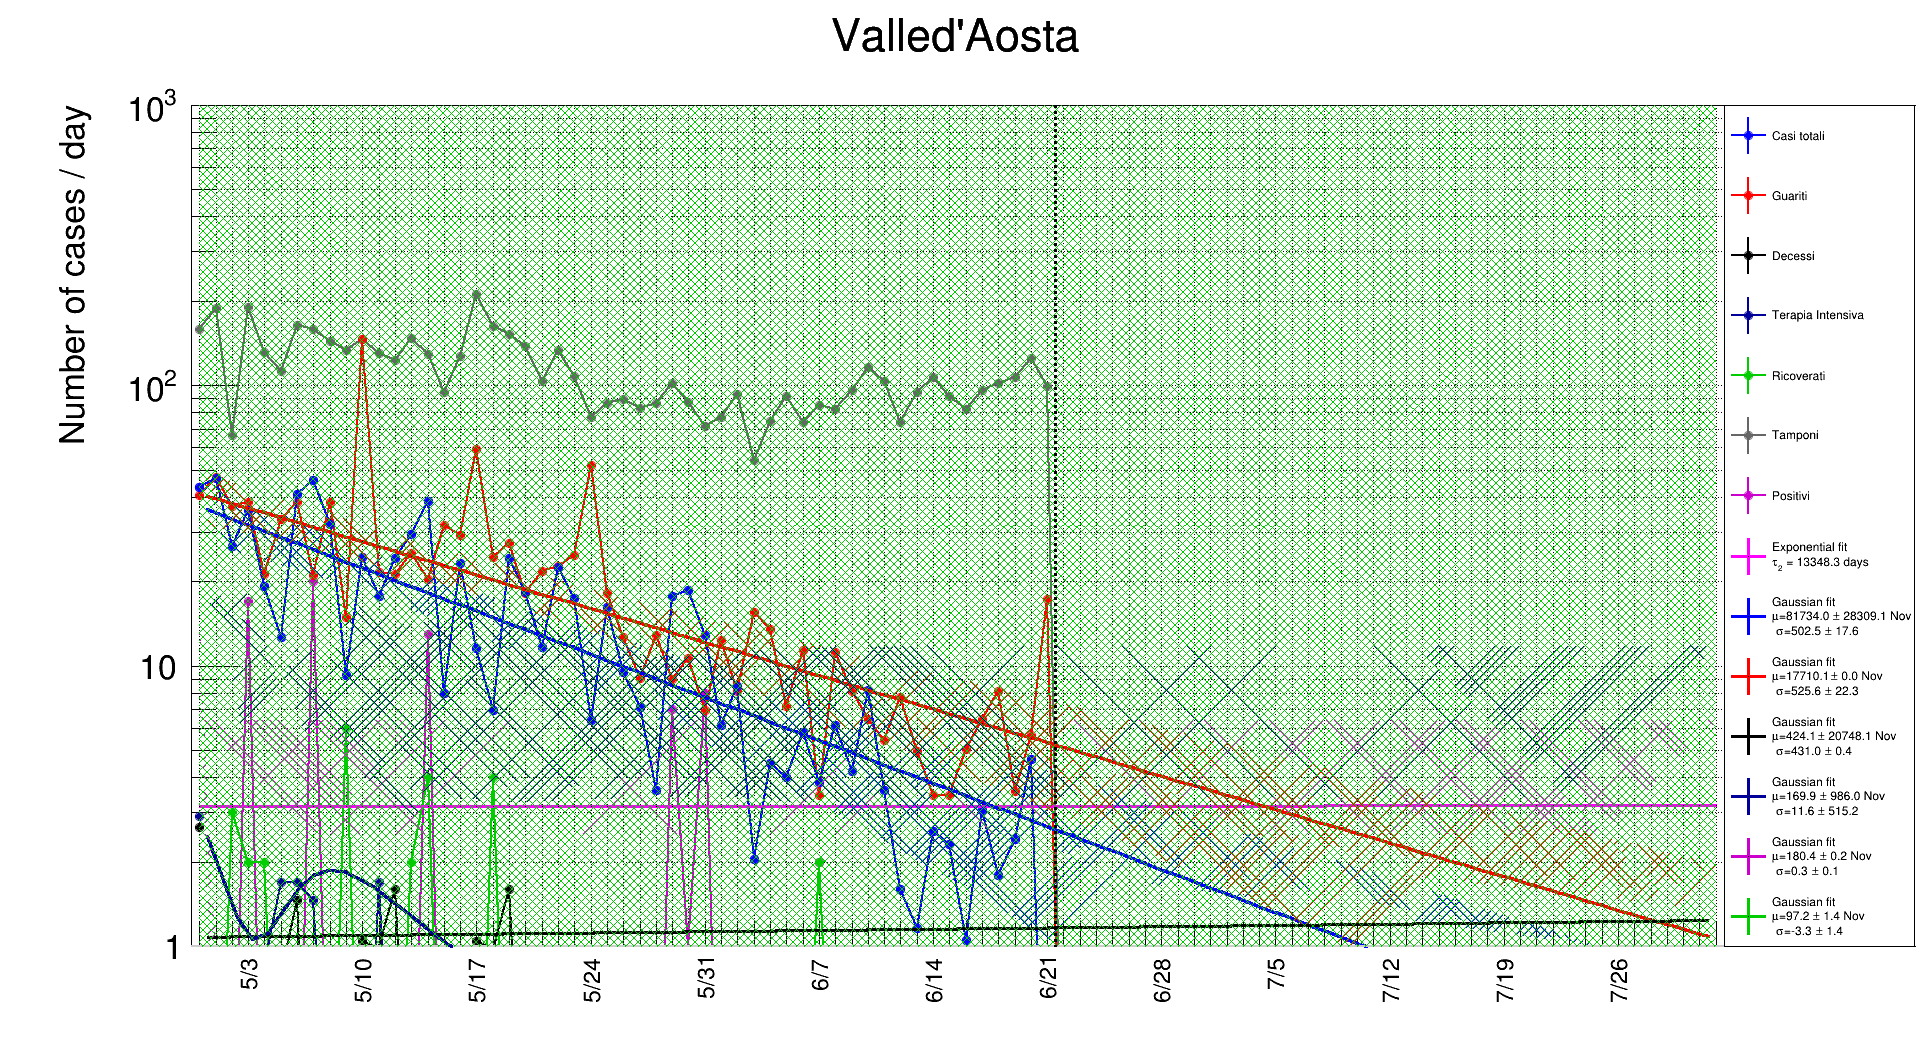 Valled'Aosta
Number of cases / day
10³
10²
10
1
5/3
5/10
5/17
5/24
5/31
6/7
6/14
6/21
6/28
7/5
7/12
7/19
7/26
Casi totali
Guariti
Decessi
Terapia Intensiva
Ricoverati
Tamponi
Positivi
Exponential fit
τ₂ = 13348.3 days
Gaussian fit
μ=81734.0 ± 28309.1 Nov
σ=502.5 ± 17.6
Gaussian fit
μ=17710.1 ± 0.0 Nov
σ=525.6 ± 22.3
Gaussian fit
μ=424.1 ± 20748.1 Nov
σ=431.0 ± 0.4
Gaussian fit
μ=169.9 ± 986.0 Nov
σ=11.6 ± 515.2
Gaussian fit
μ=180.4 ± 0.2 Nov
σ=0.3 ± 0.1
Gaussian fit
μ=97.2 ± 1.4 Nov
σ=-3.3 ± 1.4